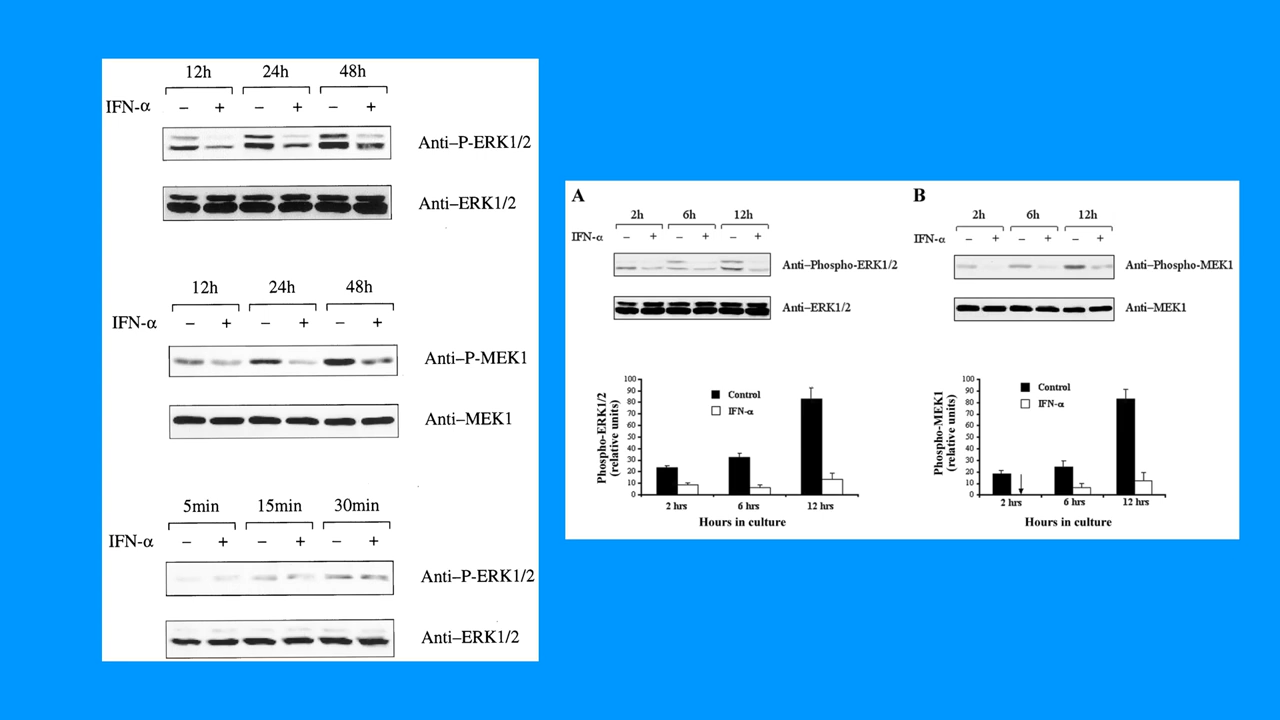 12h 24h 48h
IFN-α – + – + – +
Anti–P-ERK1/2
Anti–ERK1/2
12h 24h 48h
IFN-α – + – + – +
Anti–P-MEK1
Anti–MEK1
5min 15min 30min
IFN-α – + – + – +
Anti–P-ERK1/2
Anti–ERK1/2
A
2h 6h 12h
IFN-α – + – + – +
Anti–Phospho-ERK1/2
Anti–ERK1/2
Phospho-ERK1/2
(relative units)
100
90
80
70
60
50
40
30
20
10
0
Control
IFN-α
2 hrs 6 hrs 12 hrs
Hours in culture
B
2h 6h 12h
IFN-α – + – + – +
Anti–Phospho-MEK1
Anti–MEK1
Phospho-MEK1
(relative units)
100
90
80
70
60
50
40
30
20
10
0
Control
IFN-α
2 hrs 6 hrs 12 hrs
Hours in culture